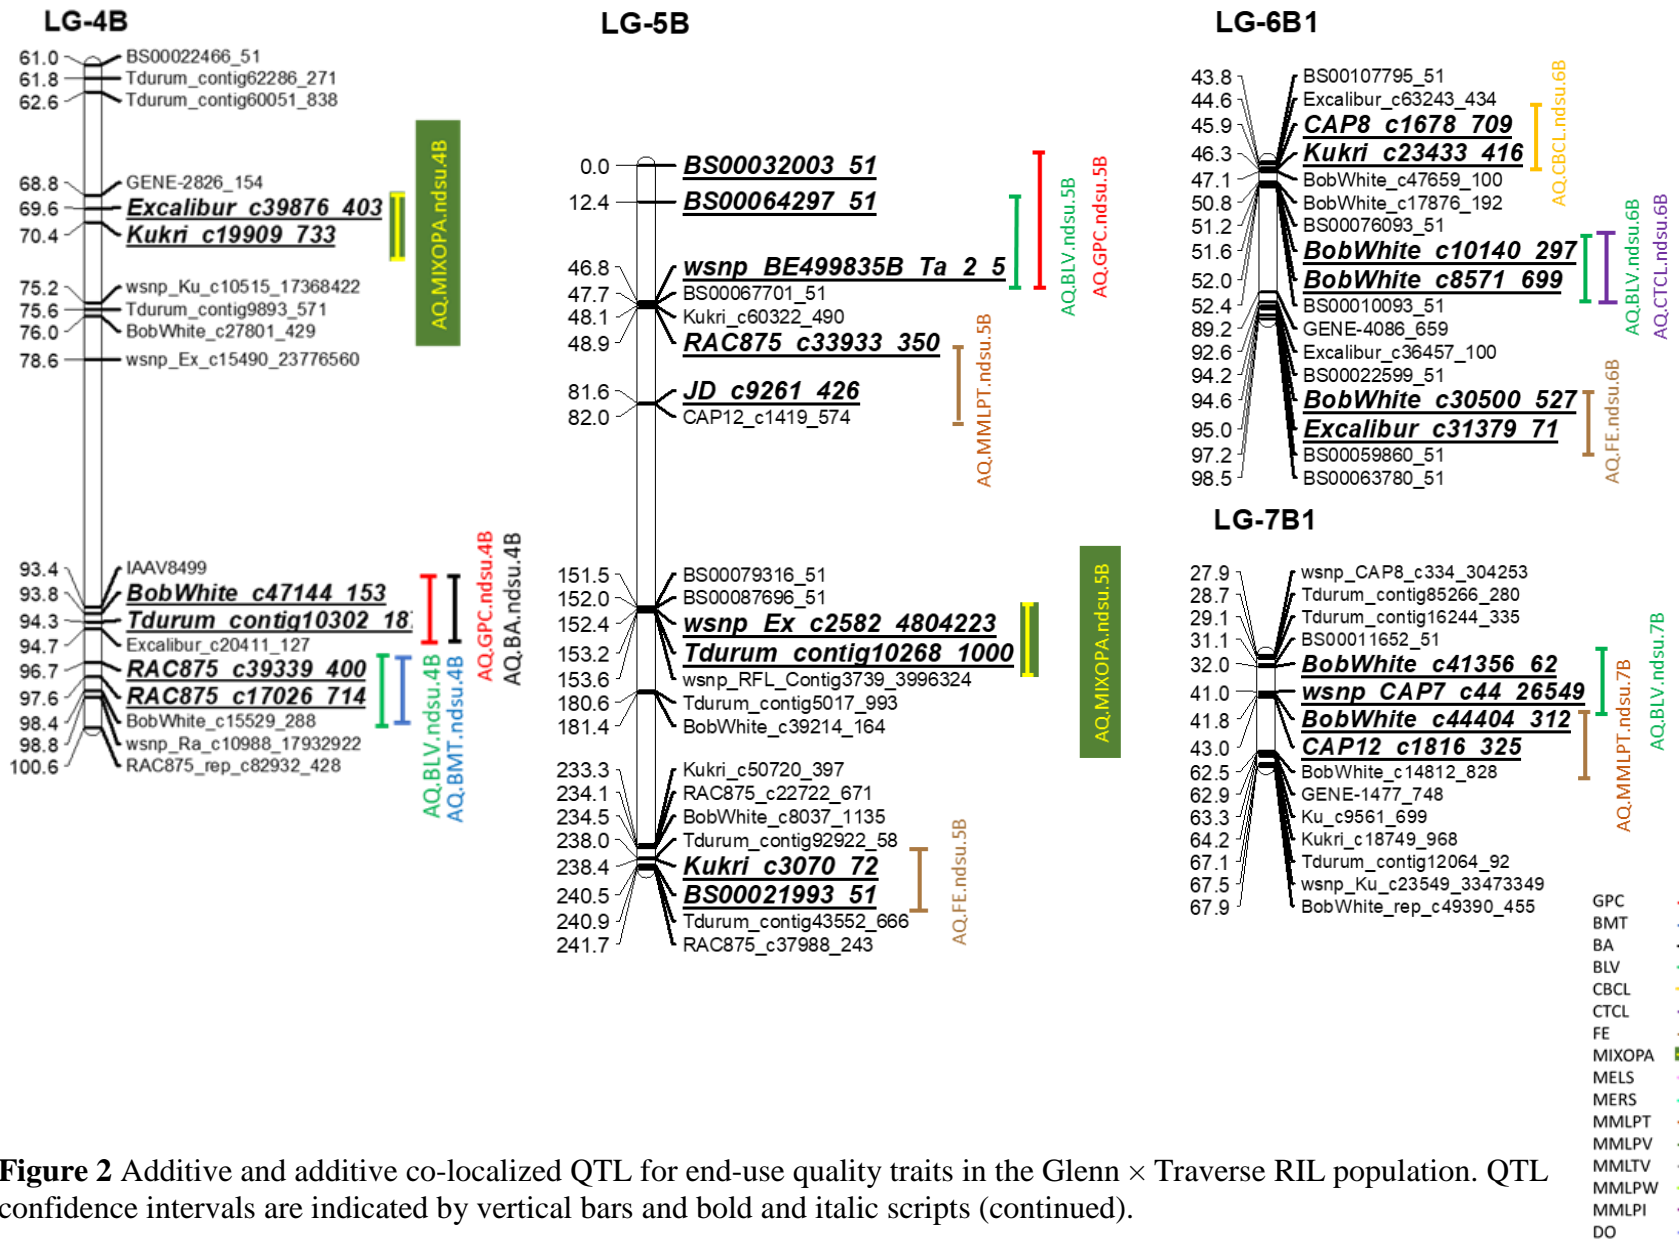 LG-4B
61.0 BS00022466_51
61.8 Tdurum_contig62286_271
62.6 Tdurum_contig60051_838
68.8 GENE-2826_154
69.6 Excalibur_c39876_403
70.4 Kukri_c19909_733
75.2 wsnp_Ku_c10515_17368422
75.6 Tdurum_contig9893_571
76.0 BobWhite_c27801_429
78.6 wsnp_Ex_c15490_23776560
93.4 IAAV8499
93.8 BobWhite_c47144_153
94.3 Tdurum_contig10302_18
94.7 Excalibur_c20411_127
96.7 RAC875_c39339_400
97.6 RAC875_c17026_714
98.4 BobWhite_c15529_288
98.8 wsnp_Ra_c10988_17932922
100.6 RAC875_rep_c82932_428
AQ.MIXOPA.ndsu.4B
AQ.GPC.ndsu.4B
AQ.BA.ndsu.4B
AQ.BLV.ndsu.4B
AQ.BMT.ndsu.4B
LG-5B
0.0 BS00032003_51
12.4 BS00064297_51
46.8 wsnp_BE499835B_Ta_2_5
47.7 BS00067701_51
48.1 Kukri_c60322_490
48.9 RAC875_c33933_350
81.6 JD_c9261_426
82.0 CAP12_c1419_574
151.5 BS00079316_51
152.0 BS00087696_51
152.4 wsnp_Ex_c2582_4804223
153.2 Tdurum_contig10268_1000
153.6 wsnp_RFL_Contig3739_3996324
180.6 Tdurum_contig5017_993
181.4 BobWhite_c39214_164
233.3 Kukri_c50720_397
234.1 RAC875_c22722_671
234.5 BobWhite_c8037_1135
238.0 Tdurum_contig92922_58
238.4 Kukri_c3070_72
240.5 BS00021993_51
240.9 Tdurum_contig43552_666
241.7 RAC875_c37988_243
AQ.BLV.ndsu.5B
AQ.GPC.ndsu.5B
AQ.MMLPT.ndsu.5B
AQ.MIXOPA.ndsu.5B
AQ.FE.ndsu.5B
LG-6B1
43.8 BS00107795_51
44.6 Excalibur_c63243_434
45.9 CAP8_c1678_709
46.3 Kukri_c23433_416
47.1 BobWhite_c47659_100
50.8 BobWhite_c17876_192
51.2 BS00076093_51
51.6 BobWhite_c10140_297
52.0 BobWhite_c8571_699
52.4 BS00010093_51
89.2 GENE-4086_659
92.6 Excalibur_c36457_100
94.2 BS00022599_51
94.6 BobWhite_c30500_527
95.0 Excalibur_c31379_71
97.2 BS00059860_51
98.5 BS00063780_51
AQ.CBCL.ndsu.6B
AQ.BLV.ndsu.6B
AQ.CTCL.ndsu.6B
AQ.FE.ndsu.6B
LG-7B1
27.9 wsnp_CAP8_c334_304253
28.7 Tdurum_contig85266_280
29.1 Tdurum_contig16244_335
31.1 BS00011652_51
32.0 BobWhite_c41356_62
41.0 wsnp_CAP7_c44_26549
41.8 BobWhite_c44404_312
43.0 CAP12_c1816_325
62.5 BobWhite_c14812_828
62.9 GENE-1477_748
63.3 Ku_c9561_699
64.2 Kukri_c18749_968
67.1 Tdurum_contig12064_92
67.5 wsnp_Ku_c23549_33473349
67.9 BobWhite_rep_c49390_455
AQ.MMLPT.ndsu.7B
AQ.BLV.ndsu.7B
GPC
BMT
BA
BLV
CBCL
CTCL
FE
MIXOPA
MELS
MERS
MMLPT
MMLPV
MMLTV
MMLPW
MMLPI
DO
Figure 2 Additive and additive co-localized QTL for end-use quality traits in the Glenn × Traverse RIL population. QTL
confidence intervals are indicated by vertical bars and bold and italic scripts (continued).